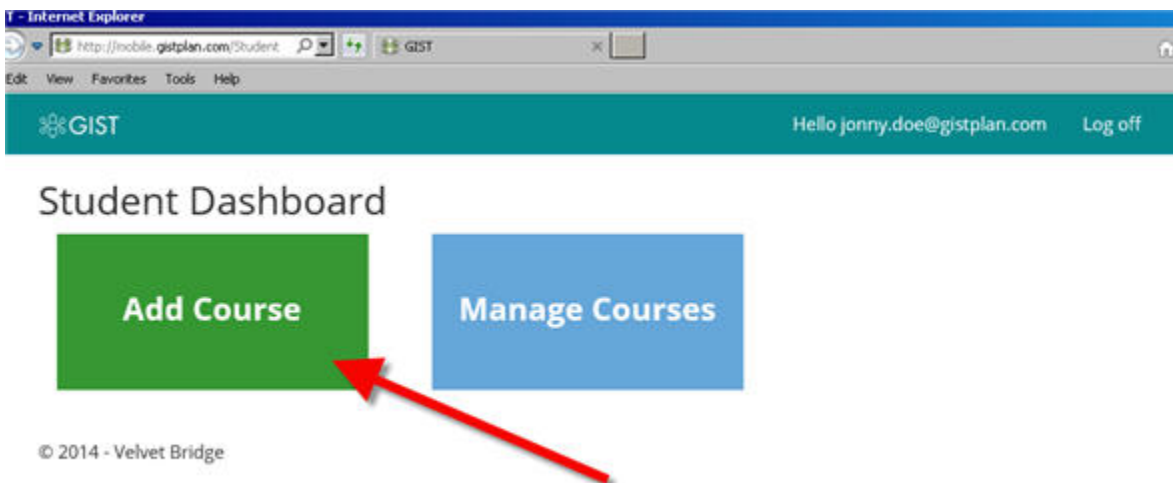 T - Internet Explorer
http://mobile.gistplan.com/Student
GIST
Edit View Favorites Tools Help
GIST
Hello jonny.doe@gistplan.com Log off
Student Dashboard
Add Course
Manage Courses
© 2014 - Velvet Bridge